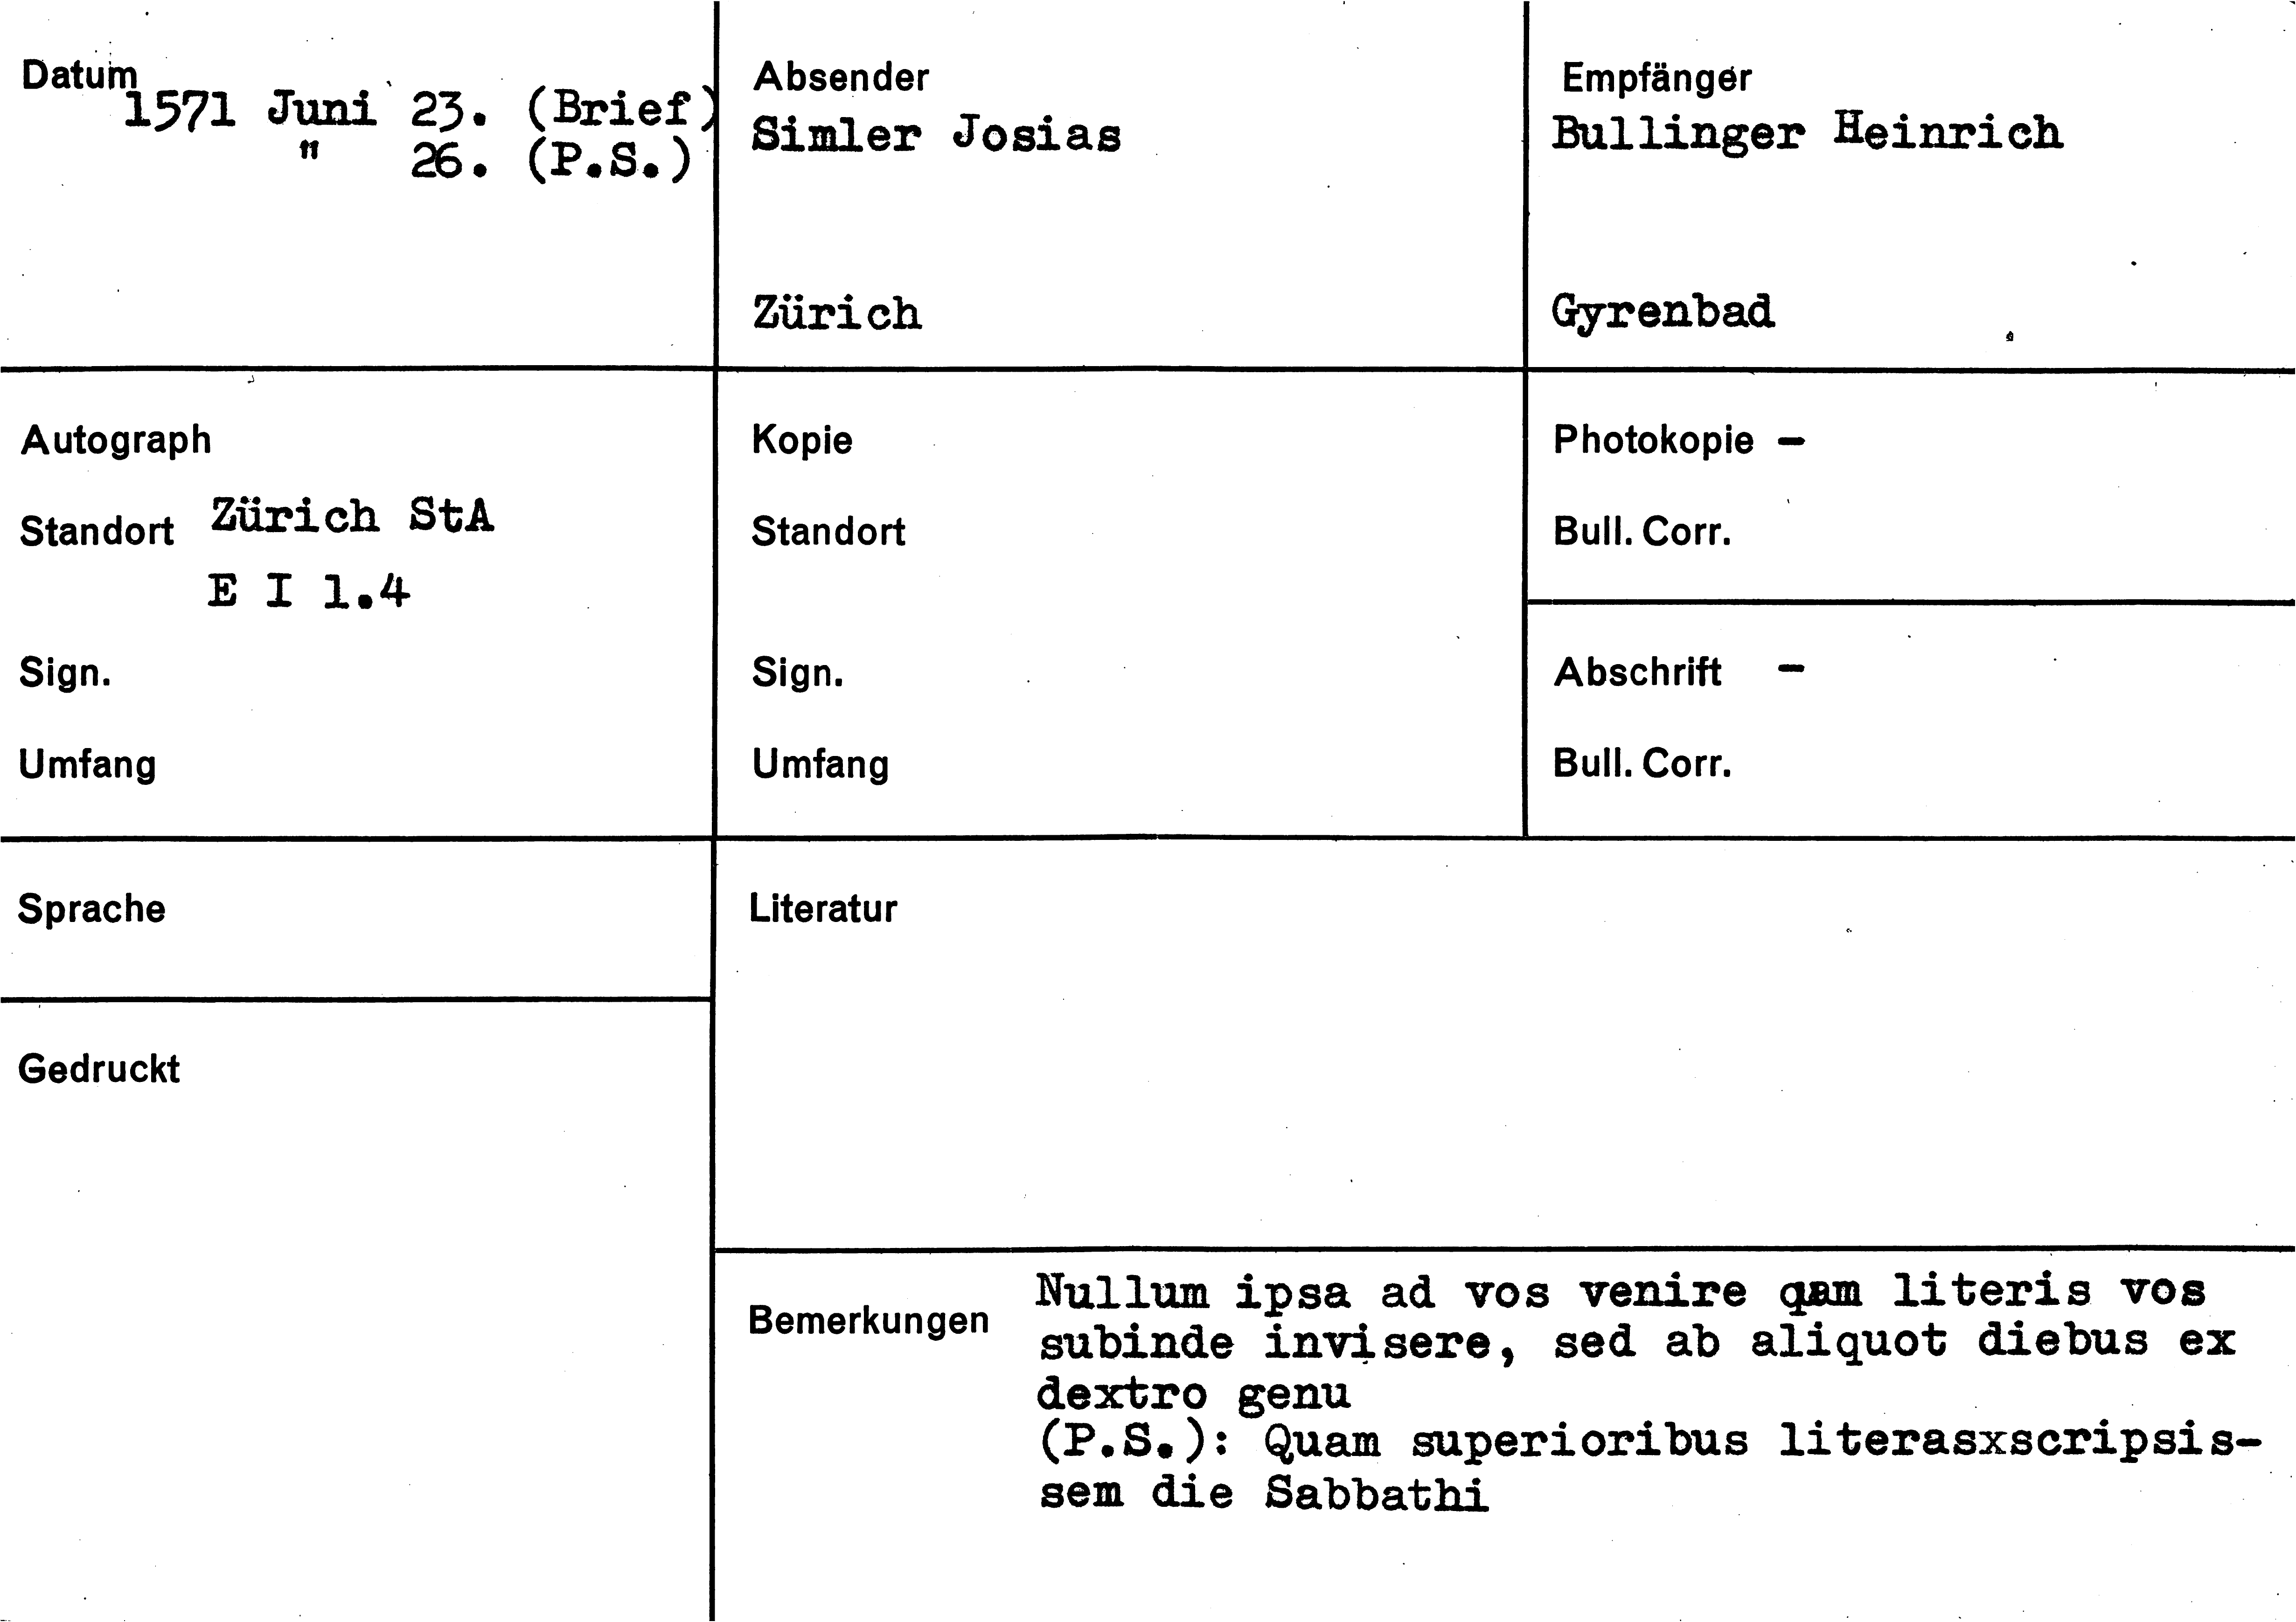 Datum
1571 Juni 23. (Brief)
" 26. (P.S.)
Absender
Simler Josias
Zürich
Empfänger
Bullinger Heinrich
Gyrenbad
Autograph
Standort Zürich StA
E I 1.4
Sign.
Umfang
Kopie
Standort
Sign.
Umfang
Photokopie -
Bull. Corr.
Abschrift -
Bull. Corr.
Sprache
Gedruckt
Literatur
Bemerkungen
Nullum ipsa ad vos venire qam literis vos
subinde invisere, sed ab aliquot diebus ex
dextro genu
(P.S.): Quam superioribus literasxscripsis-
sem die Sabbathi